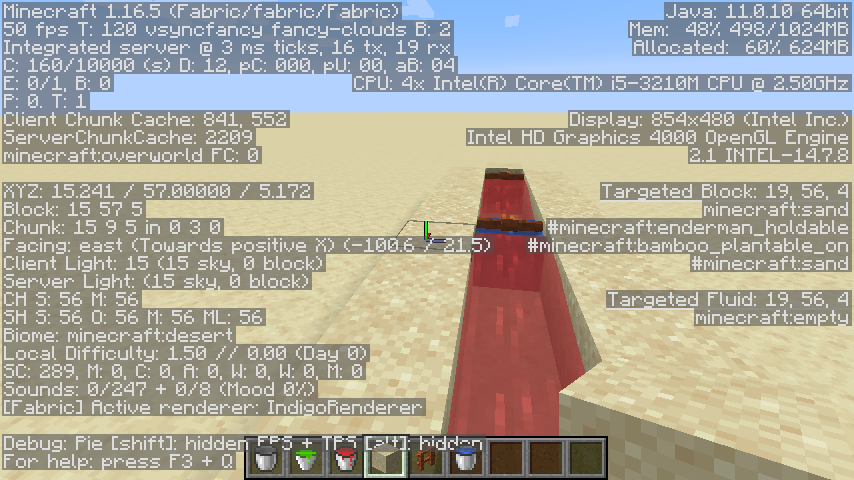 Minecraft 1.16.5 (Fabric/fabric/Fabric)
50 fps T: 120 vsyncfancy fancy-clouds B: 2
Integrated server @ 3 ms ticks, 16 tx, 19 rx
C: 160/10000 (s) D: 12, pC: 000, pU: 00, aB: 04
E: 0/1, B: 0
P: 0. T: 1
Client Chunk Cache: 841, 552
ServerChunkCache: 2209
minecraft:overworld FC: 0
XYZ: 15.241 / 57.00000 / 5.172
Block: 15 57 5
Chunk: 15 9 5 in 0 3 0
Facing: east (Towards positive X) (-100.6 / 21.5)
Client Light: 15 (15 sky, 0 block)
Server Light: (15 sky, 0 block)
CH S: 56 M: 56
SH S: 56 O: 56 M: 56 ML: 56
Biome: minecraft:desert
Local Difficulty: 1.50 // 0.00 (Day 0)
SC: 289, M: 0, C: 0, A: 0, W: 0, W: 0, M: 0
Sounds: 0/247 + 0/8 (Mood 0%)
[Fabric] Active renderer: IndigoRenderer
Debug: Pie [shift]: hidden FPS + TPS [alt]: hidden
For help: press F3 + Q
Java: 11.0.10 64bit
Mem: 48% 498/1024MB
Allocated: 60% 624MB
CPU: 4x Intel(R) Core(TM) i5-3210M CPU @ 2.50GHz
Display: 854x480 (Intel Inc.)
Intel HD Graphics 4000 OpenGL Engine
2.1 INTEL-14.7.8
Targeted Block: 19, 56, 4
minecraft:sand
#minecraft:enderman_holdable
#minecraft:bamboo_plantable_on
#minecraft:sand
Targeted Fluid: 19, 56, 4
minecraft:empty